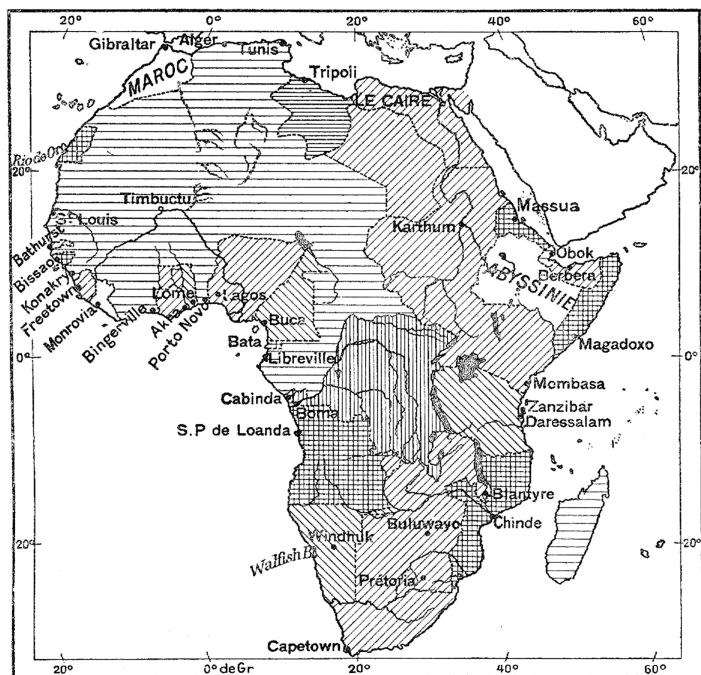 20° 0° 20° 40° 60°
Gibraltar
Alger
Tunis
MAROC
Tripoli
LE CAIRE
Rio de Oro
20°
20°
Timbuctu
Massua
Louis
Karthum
Bathurst
Obok
Bissao
ABYSSINIE
Berbera
Konakry
Freetown
Lome
Lagos
Monrovia
Bingerville
Akra
Porto Novo
Buca
Bata
Magadoxo
0°
0°
Libreville
Mombasa
Cabinda
Zanzibar
Boma
Daressalam
S.P de Loanda
Blantyre
Buluwayo
Chinde
Windhuk
20°
20°
Walfish B.
Prétoria
Capetown
20° 0° de Gr 20° 40° 60°